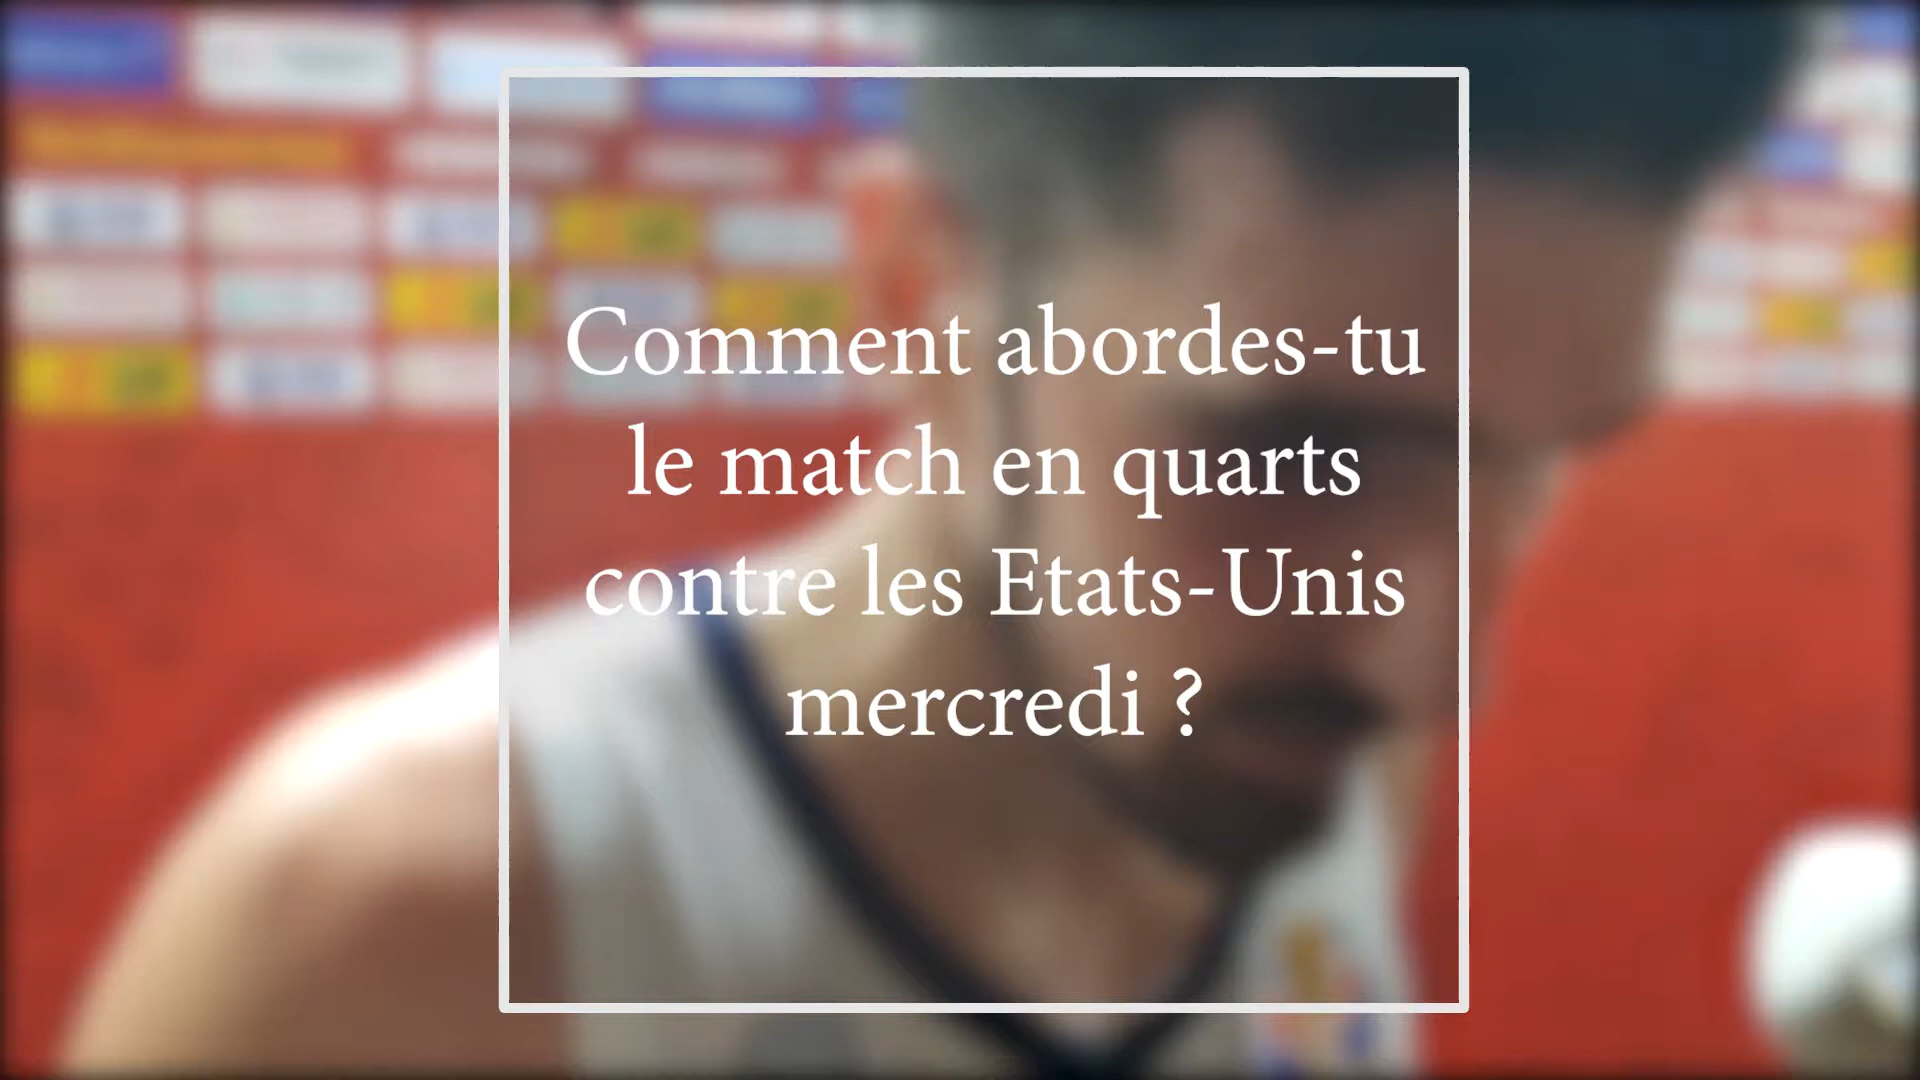 Comment abordes-tu
le match en quarts
contre les Etats-Unis
mercredi ?